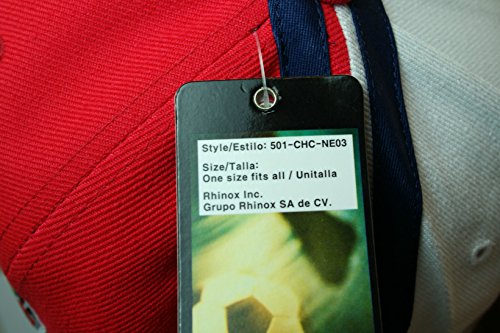 Style/Estilo: 501-CHC-NE03
Size/Talla:
One size fits all / Unitalla
Rhinox Inc.
Grupo Rhinox SA de CV.